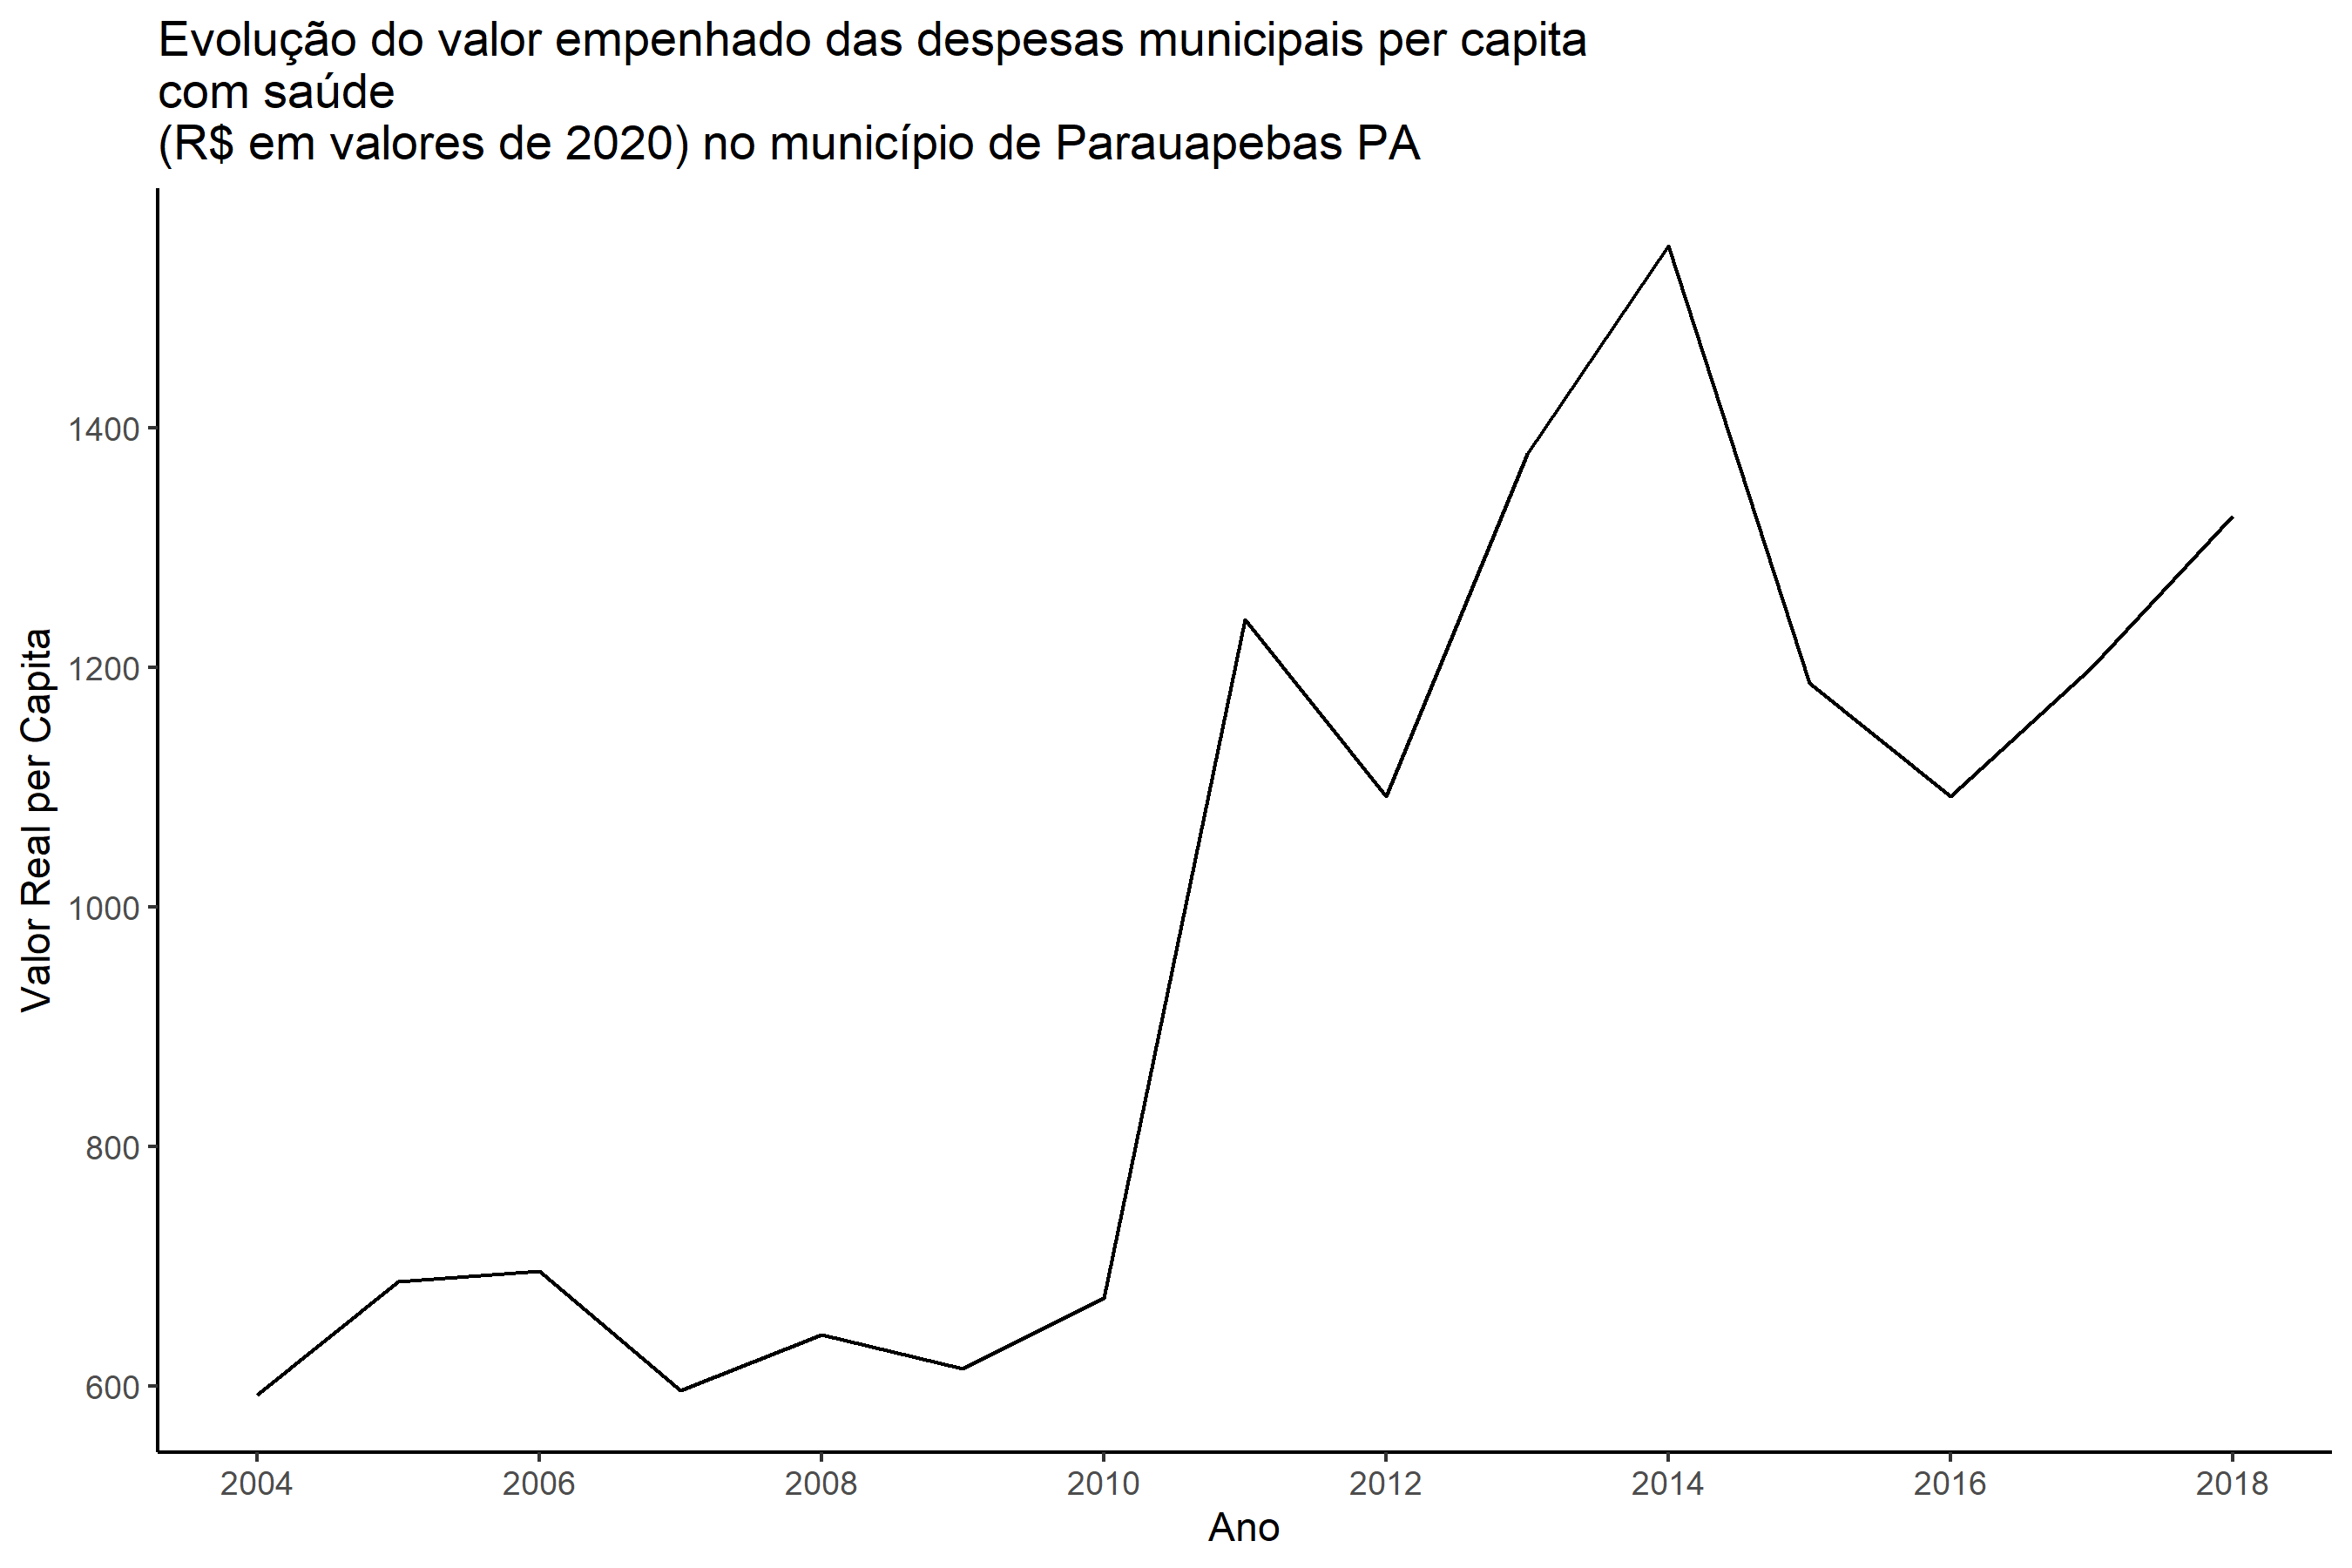 Evolução do valor empenhado das despesas municipais per capita
com saúde
(R$ em valores de 2020) no município de Parauapebas PA
Valor Real per Capita
1400
1200
1000
800
600
2004 2006 2008 2010 2012 2014 2016 2018
Ano